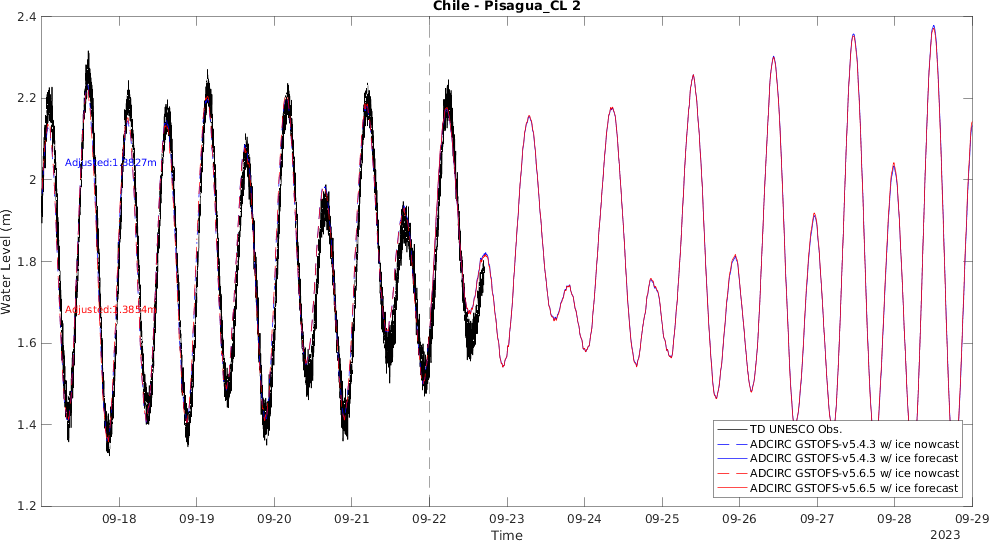 Chile - Pisagua_CL 2
2.4
2.2
2
1.8
1.6
1.4
1.2
Water Level (m)
Adjusted:1.3827m
Adjusted:1.3854m
TD UNESCO Obs.
ADCIRC GSTOFS-v5.4.3 w/ ice nowcast
ADCIRC GSTOFS-v5.4.3 w/ ice forecast
ADCIRC GSTOFS-v5.6.5 w/ ice nowcast
ADCIRC GSTOFS-v5.6.5 w/ ice forecast
09-18 09-19 09-20 09-21 09-22 09-23 09-24 09-25 09-26 09-27 09-28 09-29
Time
2023